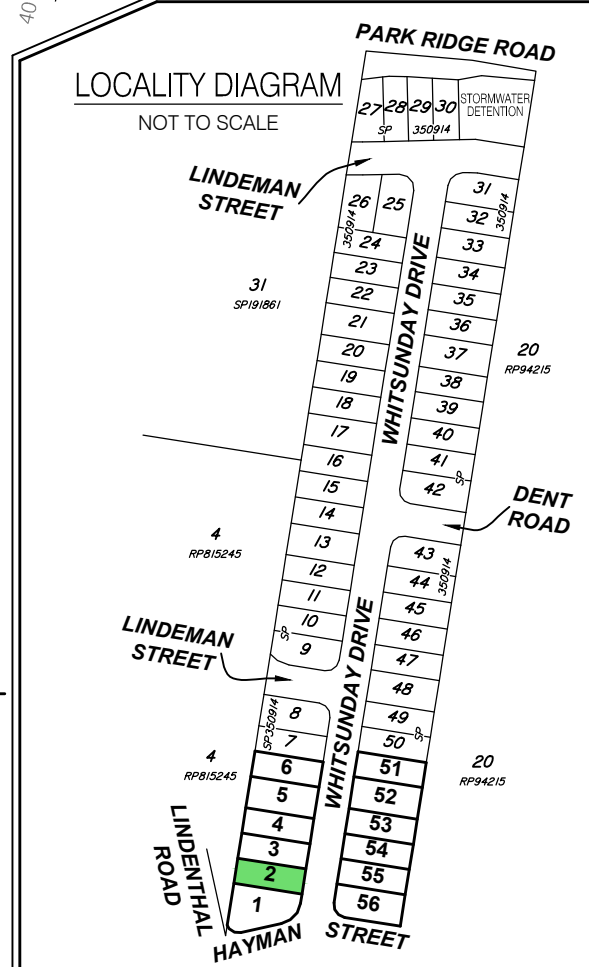 40
PARK RIDGE ROAD
LOCALITY DIAGRAM
NOT TO SCALE
27 28 29 30
SP 350914
STORMWATER
DETENTION
LINDEMAN
STREET
26 25
350914
24
23
22
21
20
19
18
17
16
15
14
13
12
11
10
SP
9
31
32
350914
33
34
35
36
37
38
39
40
41
SP
42
WHITSUNDAY DRIVE
31
SP191861
20
RP94215
DENT
ROAD
4
RP815245
43
44
350914
45
46
47
48
49
SP
50
LINDEMAN
STREET
WHITSUNDAY DRIVE
8
SP350914
7
4
RP815245
20
RP94215
6
5
4
3
2
1
51
52
53
54
55
56
LINDENTHAL
ROAD
HAYMAN STREET